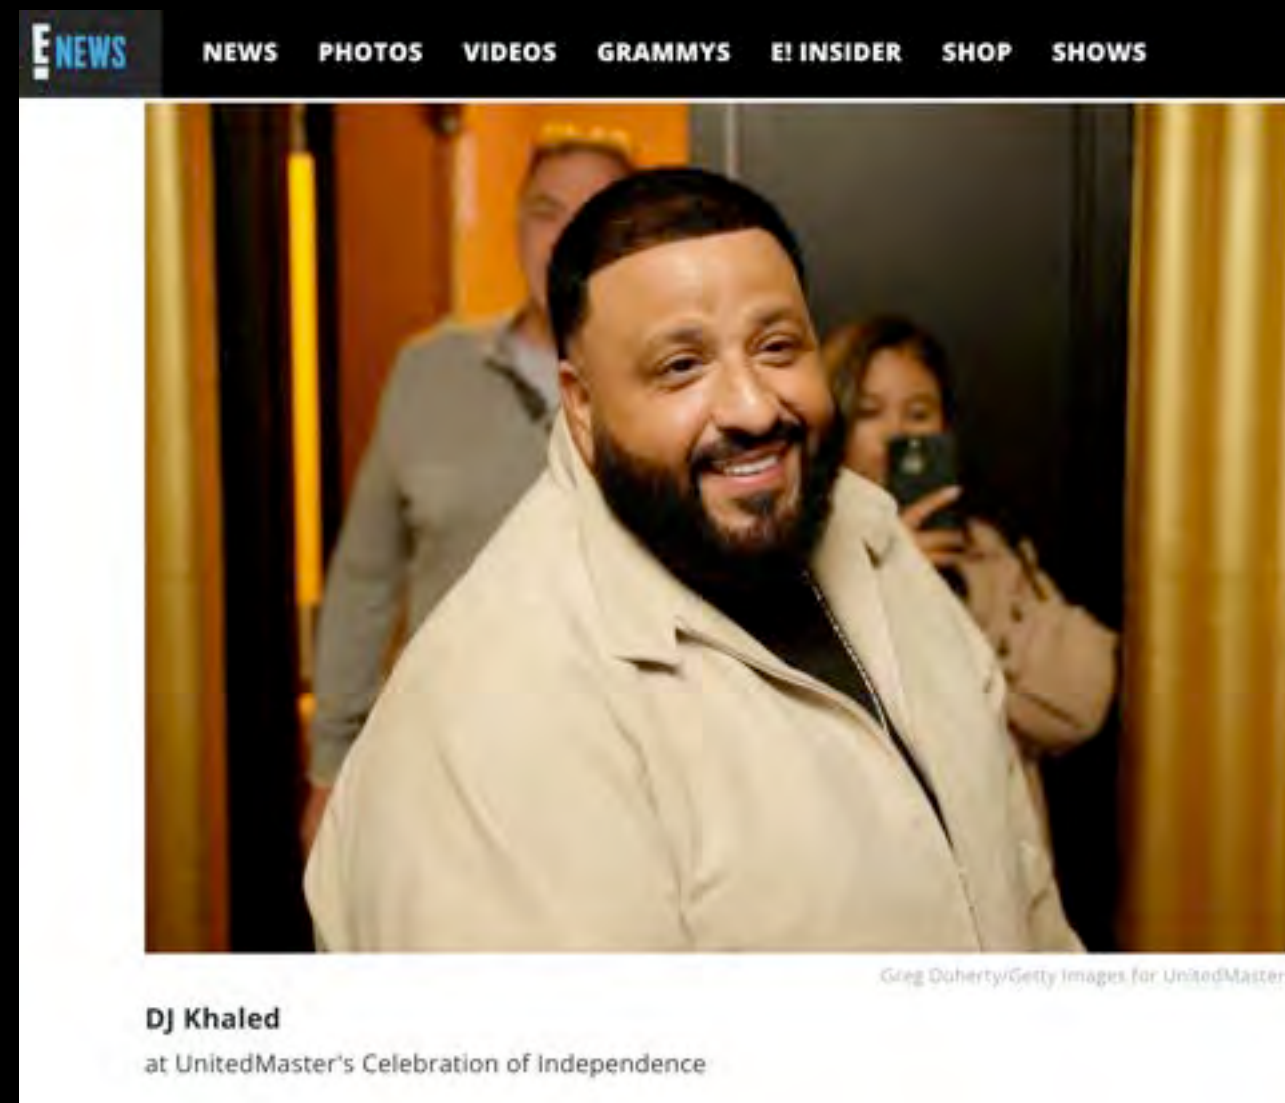 E! NEWS NEWS PHOTOS VIDEOS GRAMMYS E! INSIDER SHOP SHOWS
Greg Doherty/Getty Images for UnitedMaster
DJ Khaled
at UnitedMaster's Celebration of Independence